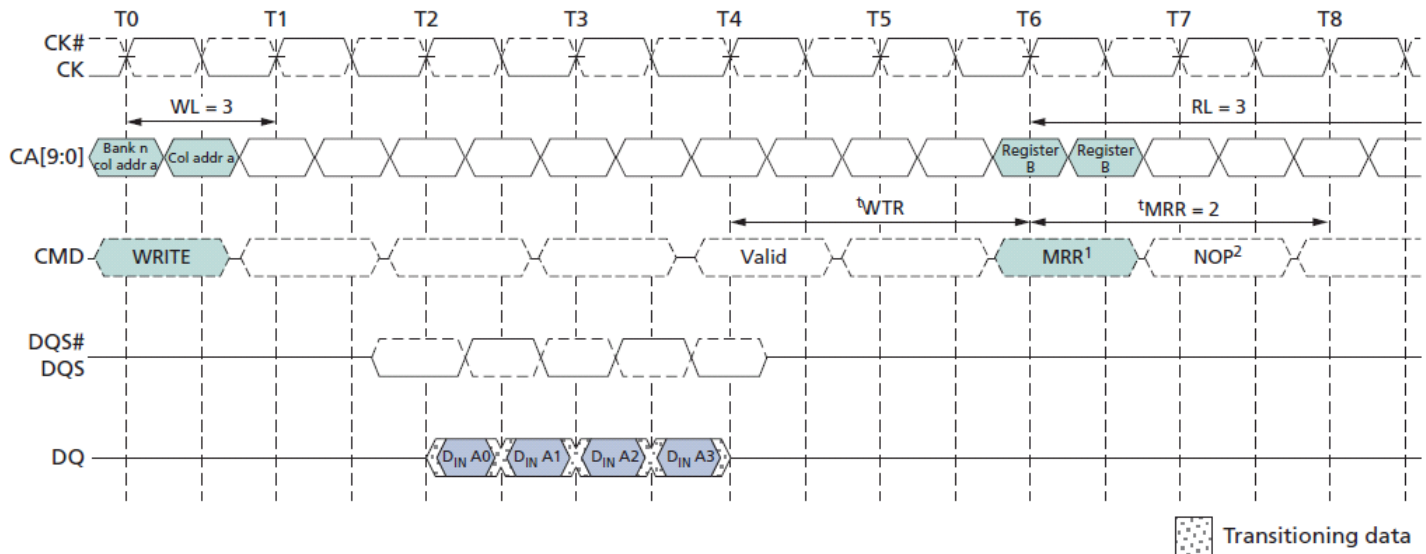 T0 T1 T2 T3 T4 T5 T6 T7 T8
CK#
CK
WL = 3 RL = 3
CA[9:0] Bank n col addr a Col addr a Register B Register B
tWTR tMRR = 2
CMD WRITE Valid MRR1 NOP2
DQS#
DQS
DQ DIN A0 DIN A1 DIN A2 DIN A3
Transitioning data